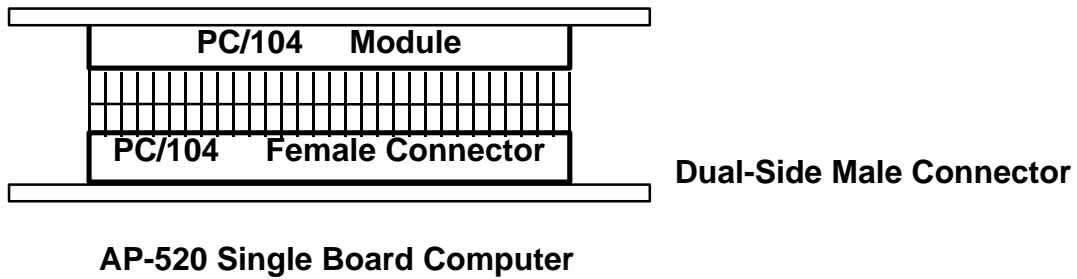 PC/104 Module
PC/104 Female Connector
Dual-Side Male Connector
AP-520 Single Board Computer